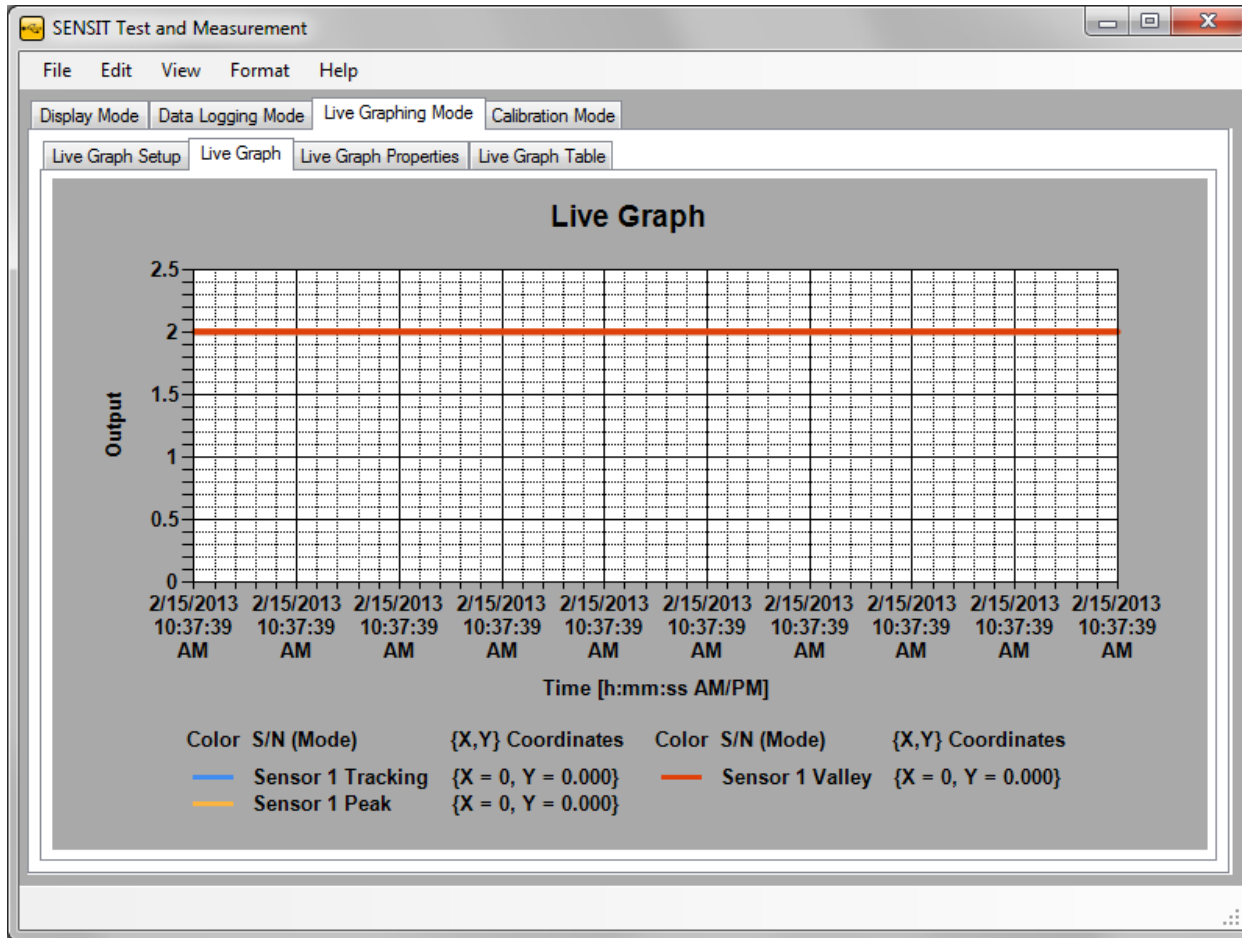 SENSIT Test and Measurement
File Edit View Format Help
Display Mode Data Logging Mode Live Graphing Mode Calibration Mode
Live Graph Setup Live Graph Live Graph Properties Live Graph Table
Live Graph
2.5
2
1.5
1
0.5
0
Output
2/15/2013 2/15/2013 2/15/2013 2/15/2013 2/15/2013 2/15/2013 2/15/2013 2/15/2013 2/15/2013 2/15/2013
10:37:39 10:37:39 10:37:39 10:37:39 10:37:39 10:37:39 10:37:39 10:37:39 10:37:39 10:37:39
AM AM AM AM AM AM AM AM AM AM
Time [h:mm:ss AM/PM]
Color S/N (Mode) {X,Y} Coordinates Color S/N (Mode) {X,Y} Coordinates
Sensor 1 Tracking {X = 0, Y = 0.000} Sensor 1 Valley {X = 0, Y = 0.000}
Sensor 1 Peak {X = 0, Y = 0.000}